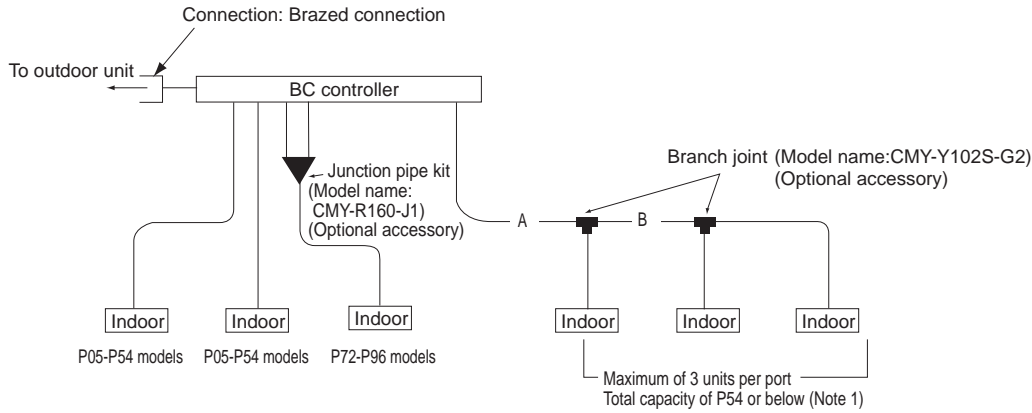 Connection: Brazed connection
To outdoor unit
BC controller
Junction pipe kit
(Model name:
CMY-R160-J1)
(Optional accessory)
Branch joint (Model name:CMY-Y102S-G2)
(Optional accessory)
A
B
Indoor
Indoor
Indoor
Indoor
Indoor
Indoor
P05-P54 models
P05-P54 models
P72-P96 models
Maximum of 3 units per port
Total capacity of P54 or below (Note 1)